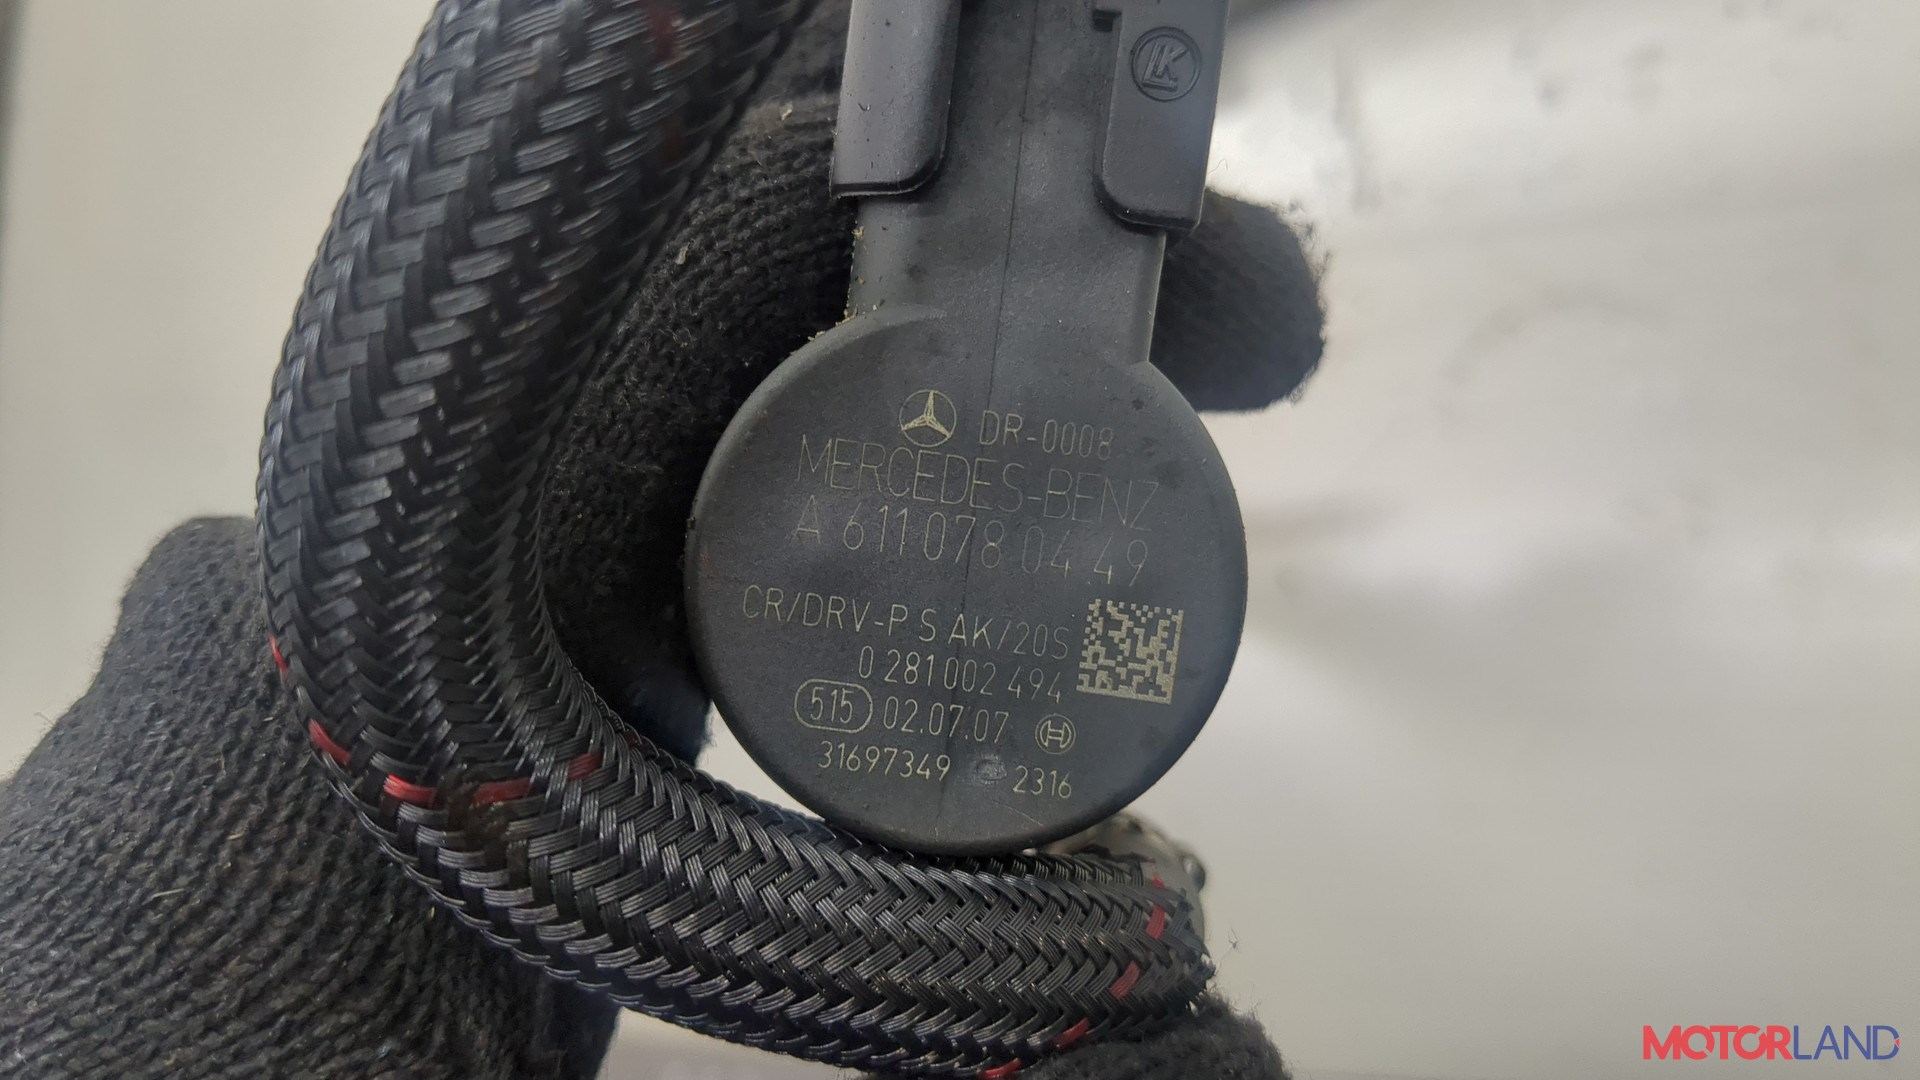 LK
DR-0008
MERCEDES-BENZ
A 611 078 04 49
CR/DRV-P S AK/20S
0 281 002 494
515 02.07.07
31697349 2316
MOTORLAND